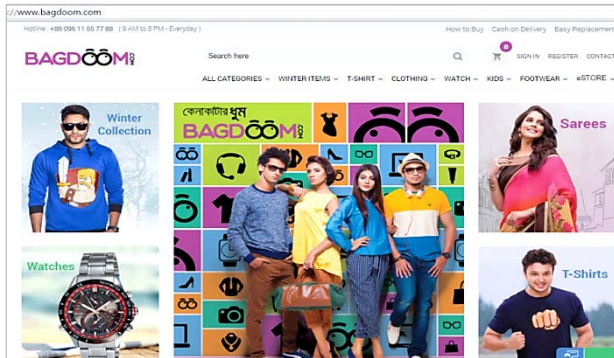 ://www.bagdoom.com
Hotline: +88 096 11 55 77 88 (9 AM to 8 PM - Everyday)
How to Buy Cash on Delivery Easy Replacement
BAGDOOM.COM
Search here
0
SIGN IN REGISTER CONTACT
ALL CATEGORIES WINTER ITEMS T-SHIRT CLOTHING WATCH KIDS FOOTWEAR eSTORE
Winter
Collection
কেনাকাটার ধুম
BAGDOOM.COM
Sarees
Watches
T-Shirts